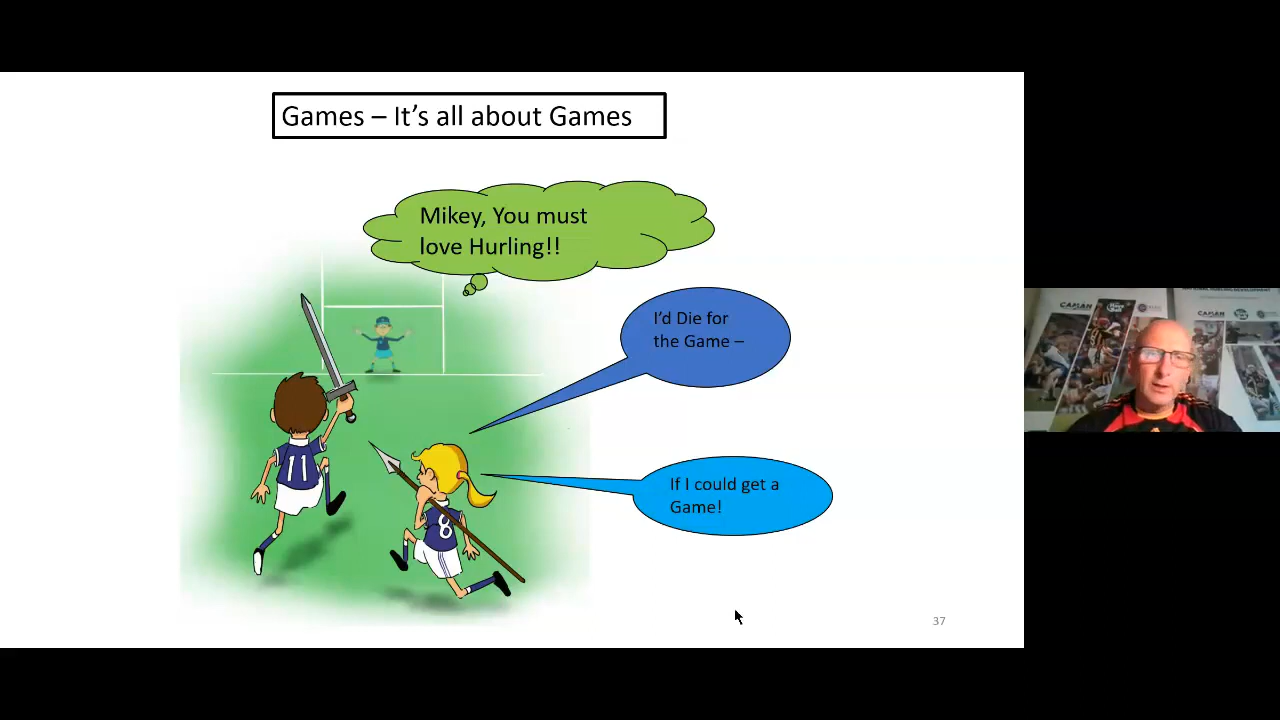 Games – It's all about Games
Mikey, You must
love Hurling!!
I'd Die for
the Game –
If I could get a
Game!
11
8
37